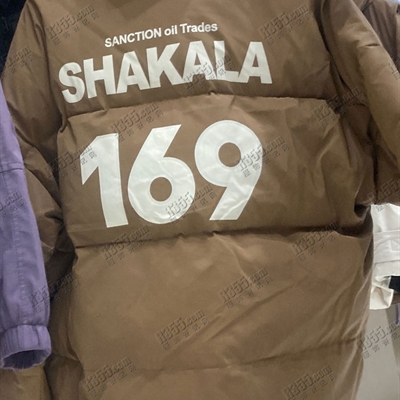 SANCTION oil Trades
SHAKALA
169